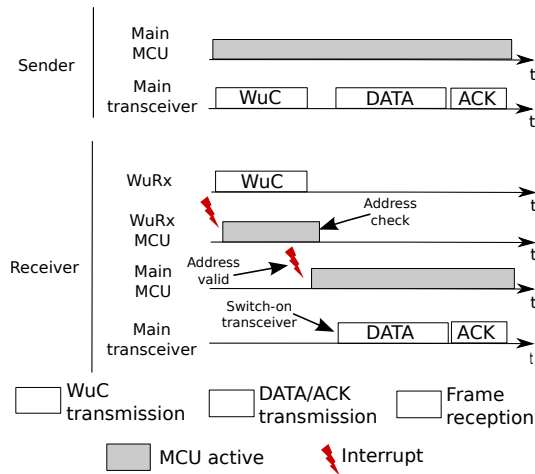 Sender
Main
MCU
t
Main
transceiver
WuC
DATA
ACK
t
Receiver
WuRx
WuC
t
WuRx
MCU
Address
check
t
Address
valid
Main
MCU
t
Switch-on
transceiver
Main
transceiver
DATA
ACK
t
WuC
transmission
DATA/ACK
transmission
Frame
reception
MCU active
Interrupt